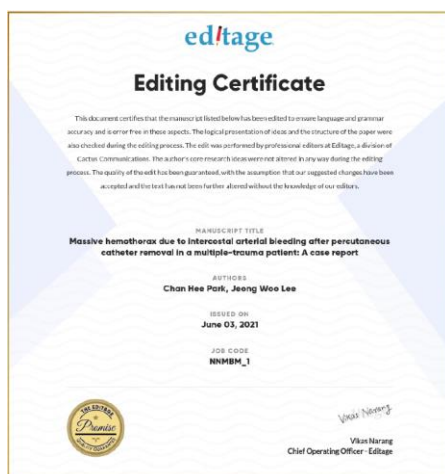 editage
Editing Certificate
This document certifies that the manuscript listed below has been edited to ensure language and grammar
accuracy and is error free in these aspects. The logical presentation of ideas and the structure of the paper were
also checked during the editing process. The edit was performed by professional editors at Editage, a division of
Cactus Communications. The author's core research ideas were not altered in any way during the editing
process. The quality of the edit has been guaranteed, with the assumption that our suggested changes have been
accepted and the text has not been further altered without the knowledge of our editors.
MANUSCRIPT TITLE
Massive hemothorax due to intercostal arterial bleeding after percutaneous
catheter removal in a multiple-trauma patient: A case report
AUTHORS
Chan Hee Park, Jeong Woo Lee
ISSUED ON
June 03, 2021
JOB CODE
NNMBM_1
THE EDITAGE
Promise
Vikas Narang
Vikas Narang
Chief Operating Officer - Editage